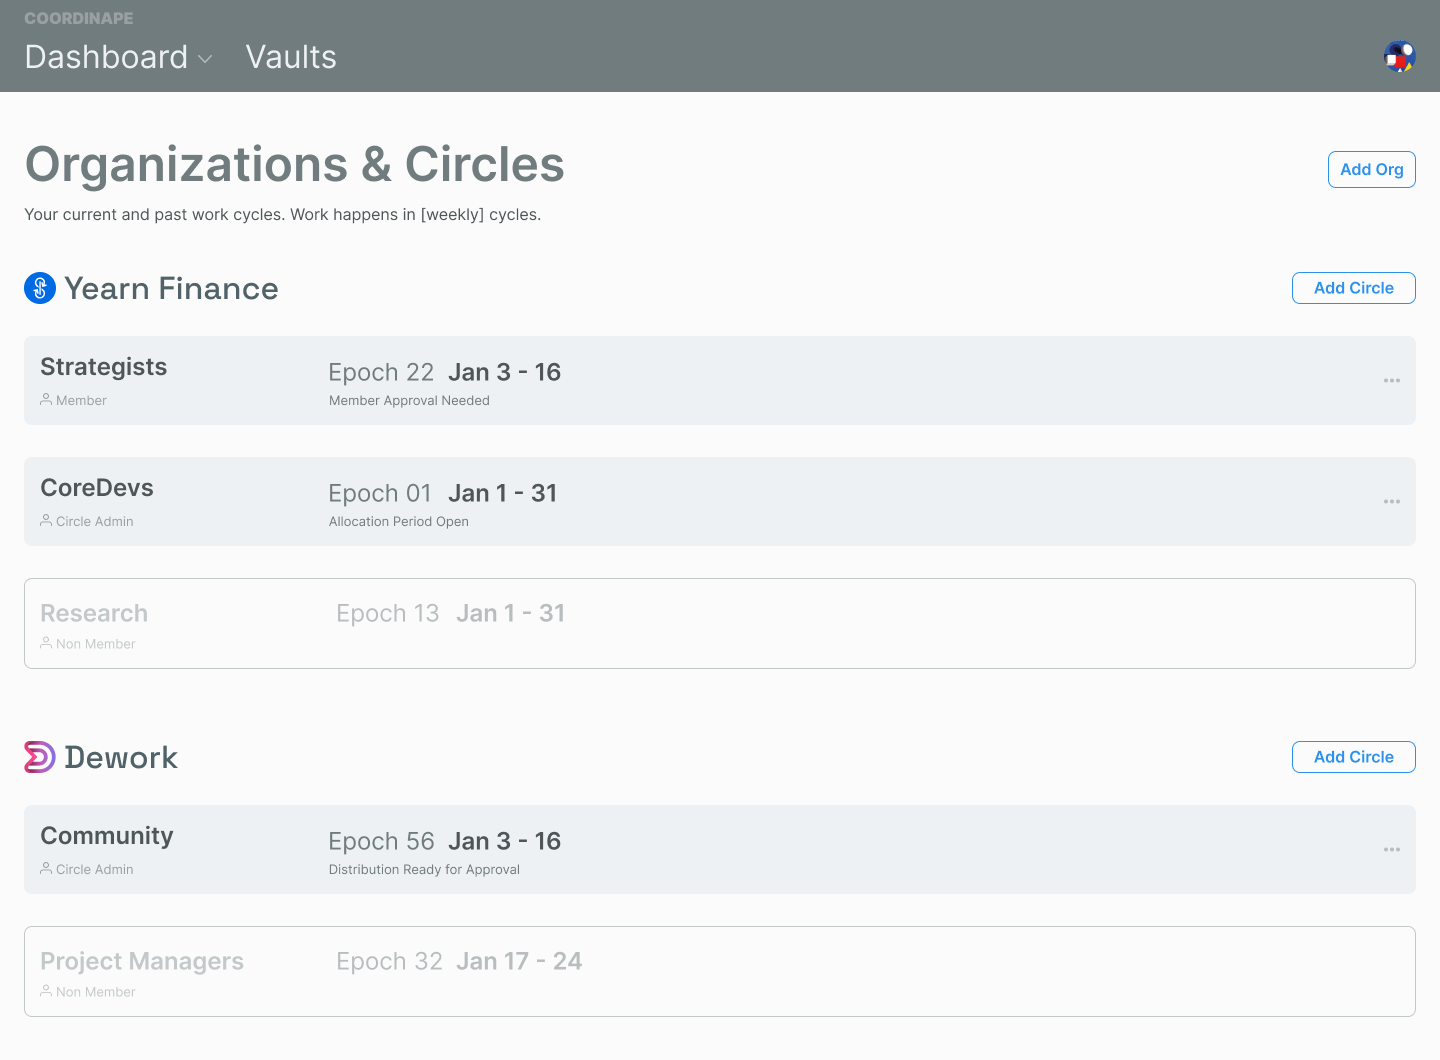 COORDINAPE
Dashboard Vaults
Organizations & Circles
Add Org
Your current and past work cycles. Work happens in [weekly] cycles.
Yearn Finance
Add Circle
Strategists
Epoch 22 Jan 3 - 16
Member
Member Approval Needed
CoreDevs
Epoch 01 Jan 1 - 31
Circle Admin
Allocation Period Open
Research
Epoch 13 Jan 1 - 31
Non Member
Dework
Add Circle
Community
Epoch 56 Jan 3 - 16
Circle Admin
Distribution Ready for Approval
Project Managers
Epoch 32 Jan 17 - 24
Non Member